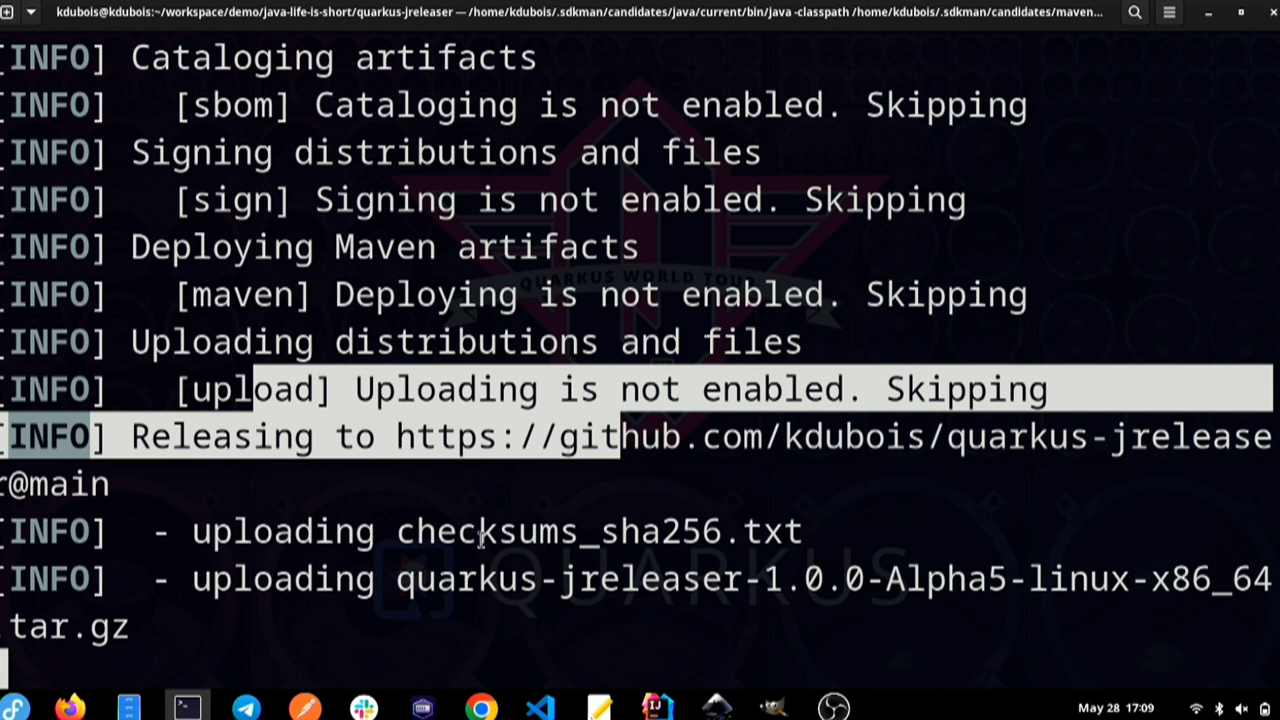 kdubois@kdubois:~/workspace/demo/java-life-is-short/quarkus-jreleaser — /home/kdubois/.sdkman/candidates/java/current/bin/java -classpath /home/kdubois/.sdkman/candidates/maven...
[INFO] Cataloging artifacts
[INFO]    [sbom] Cataloging is not enabled. Skipping
[INFO] Signing distributions and files
[INFO]    [sign] Signing is not enabled. Skipping
[INFO] Deploying Maven artifacts
QUARKUS WORLD TOUR
[INFO]    [maven] Deploying is not enabled. Skipping
[INFO] Uploading distributions and files
[INFO]    [upload] Uploading is not enabled. Skipping
[INFO] Releasing to https://github.com/kdubois/quarkus-jrelease
r@main
[INFO]  - uploading checksums_sha256.txt
[INFO]  - uploading quarkus-jreleaser-1.0.0-Alpha5-linux-x86_64
.tar.gz
QUARKUS
May 28 17:09